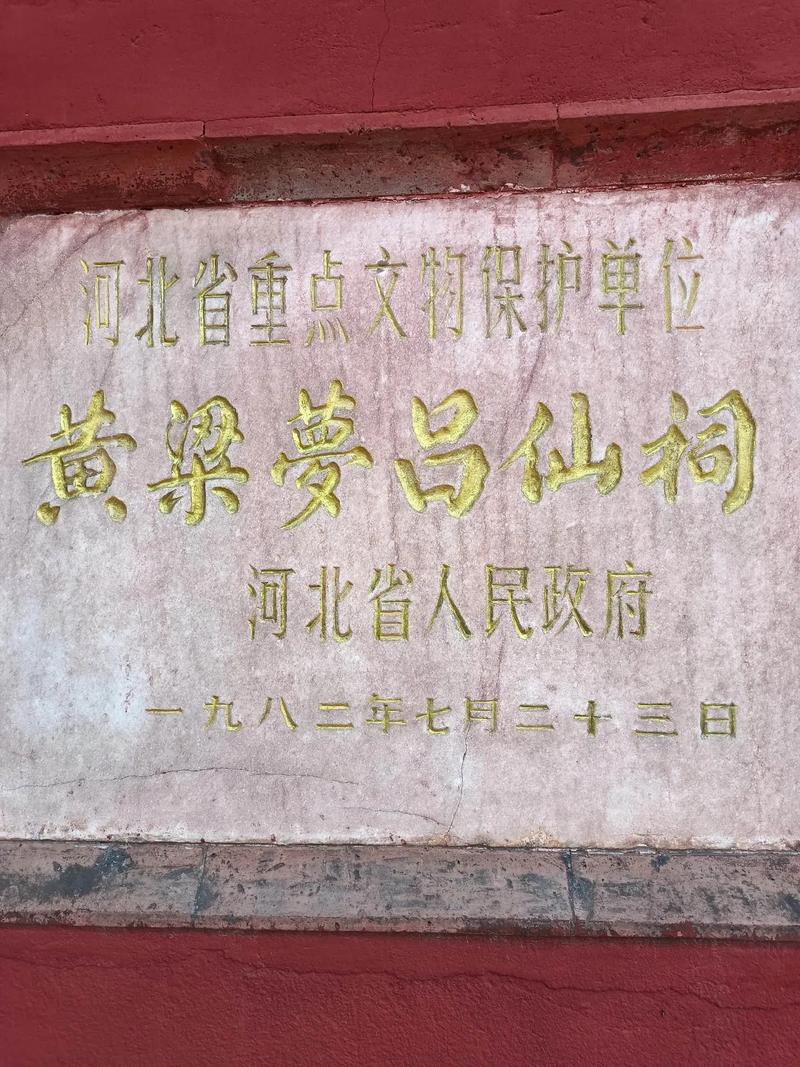 河北省重点文物保护单位
黄粱夢吕仙祠
河北省人民政府
一九八二年七月二十三日